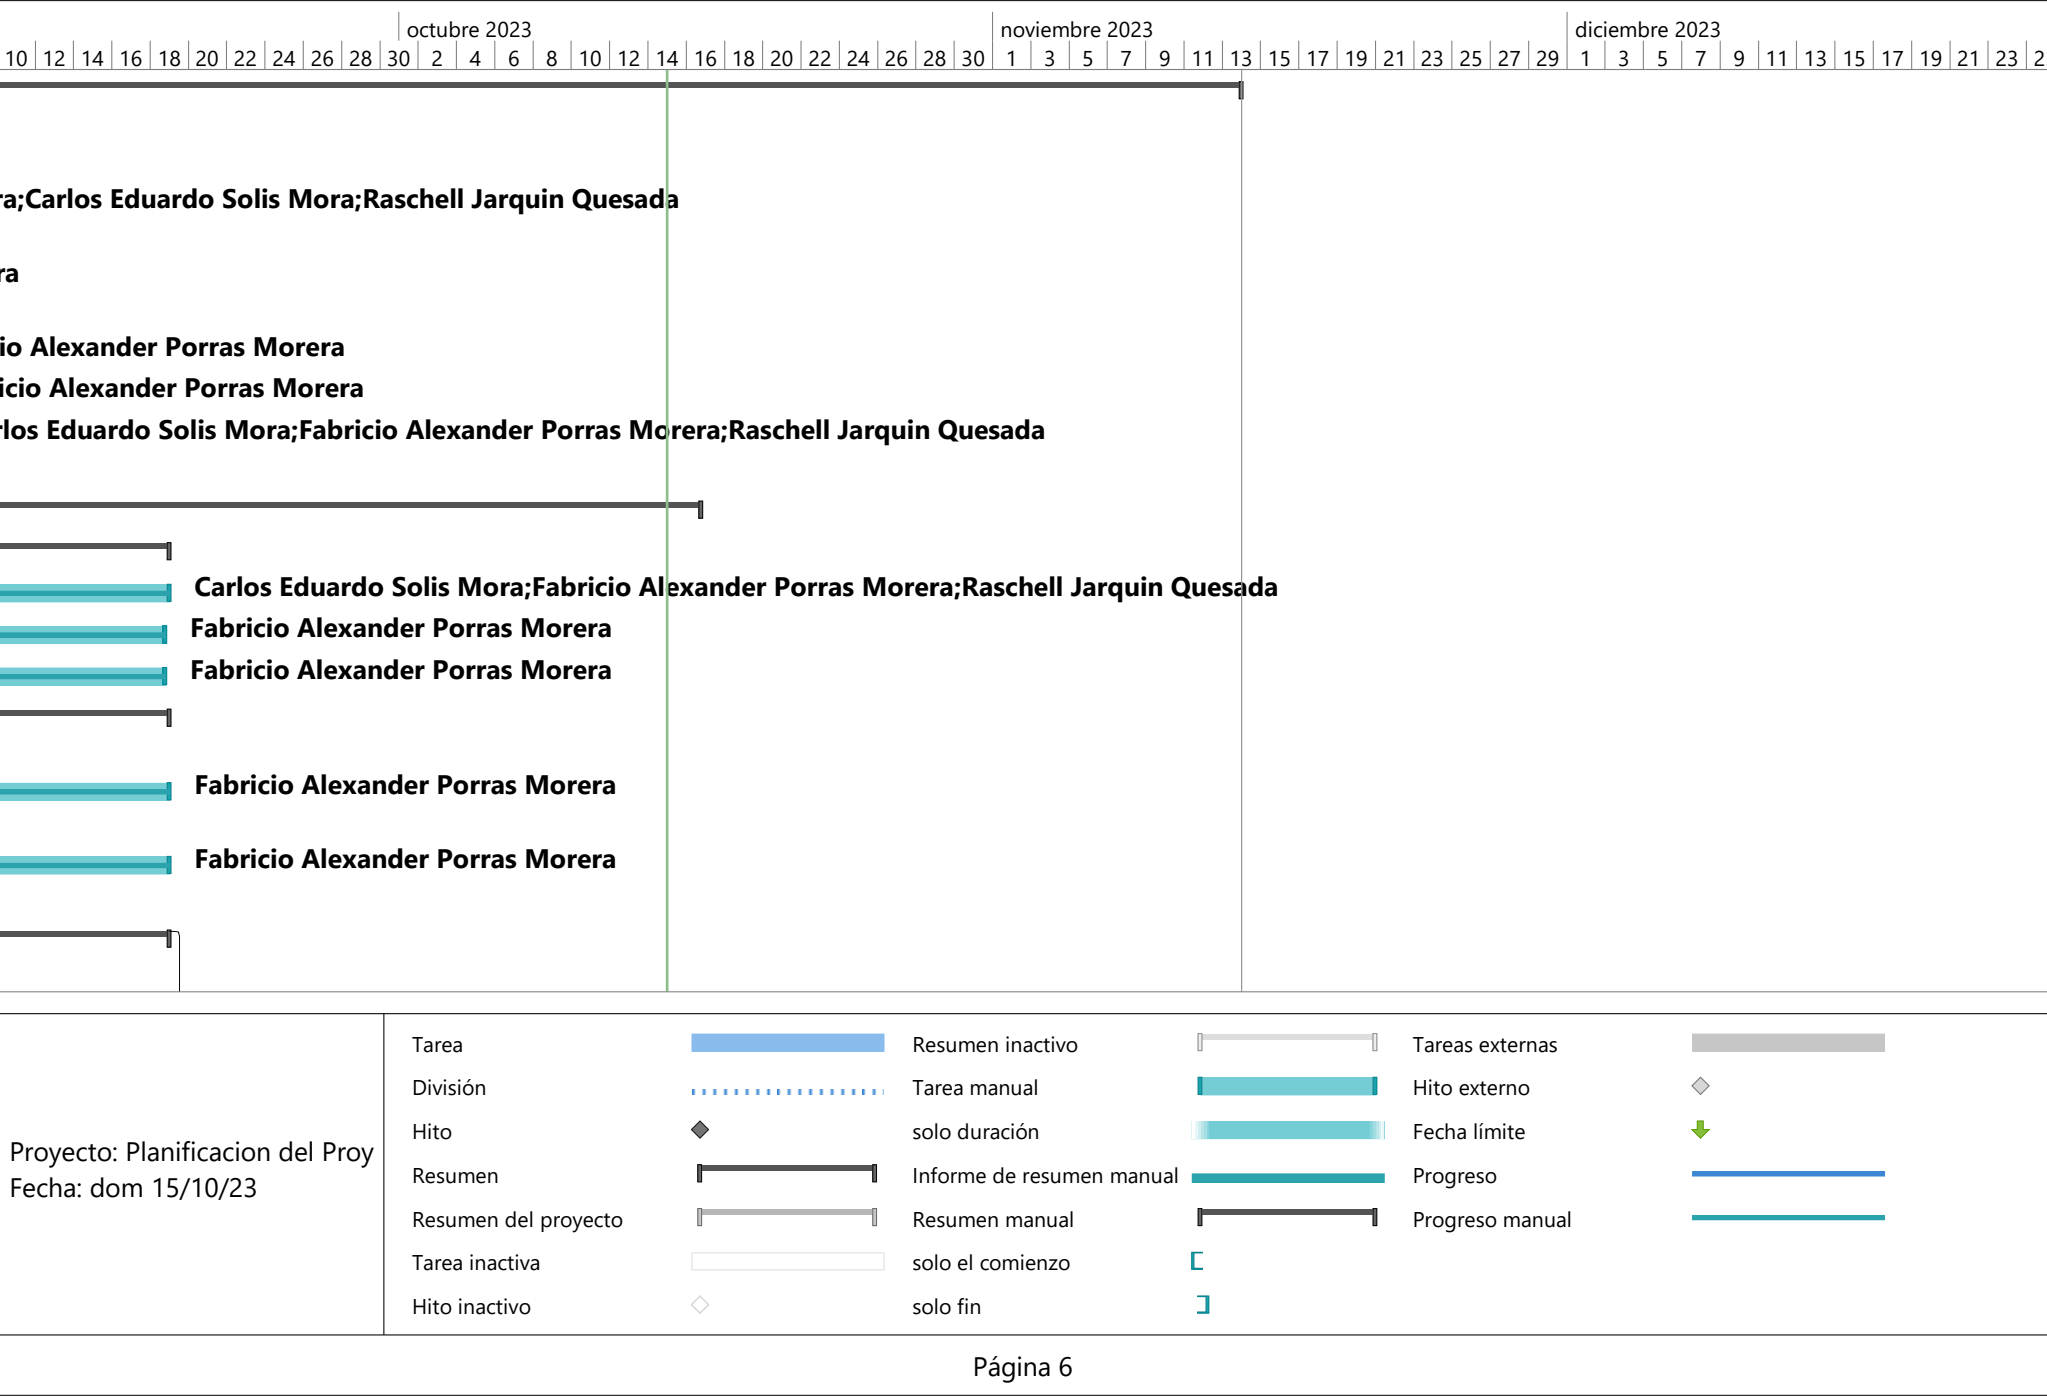 octubre 2023 noviembre 2023 diciembre 2023
10 12 14 16 18 20 22 24 26 28 30 2 4 6 8 10 12 14 16 18 20 22 24 26 28 30 1 3 5 7 9 11 13 15 17 19 21 23 25 27 29 1 3 5 7 9 11 13 15 17 19 21 23 2
ra;Carlos Eduardo Solis Mora;Raschell Jarquin Quesada
ra
io Alexander Porras Morera
icio Alexander Porras Morera
rlos Eduardo Solis Mora;Fabricio Alexander Porras Morera;Raschell Jarquin Quesada
Carlos Eduardo Solis Mora;Fabricio Alexander Porras Morera;Raschell Jarquin Quesada
Fabricio Alexander Porras Morera
Fabricio Alexander Porras Morera
Fabricio Alexander Porras Morera
Fabricio Alexander Porras Morera
Proyecto: Planificacion del Proy
Fecha: dom 15/10/23
Tarea
División
Hito
Resumen
Resumen del proyecto
Tarea inactiva
Hito inactivo
Resumen inactivo
Tarea manual
solo duración
Informe de resumen manual
Resumen manual
solo el comienzo
solo fin
Tareas externas
Hito externo
Fecha límite
Progreso
Progreso manual
Página 6